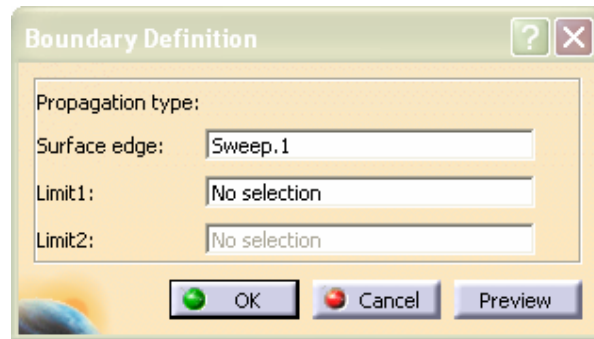 Boundary Definition
Propagation type:
Surface edge: Sweep.1
Limit1: No selection
Limit2: No selection
OK Cancel Preview